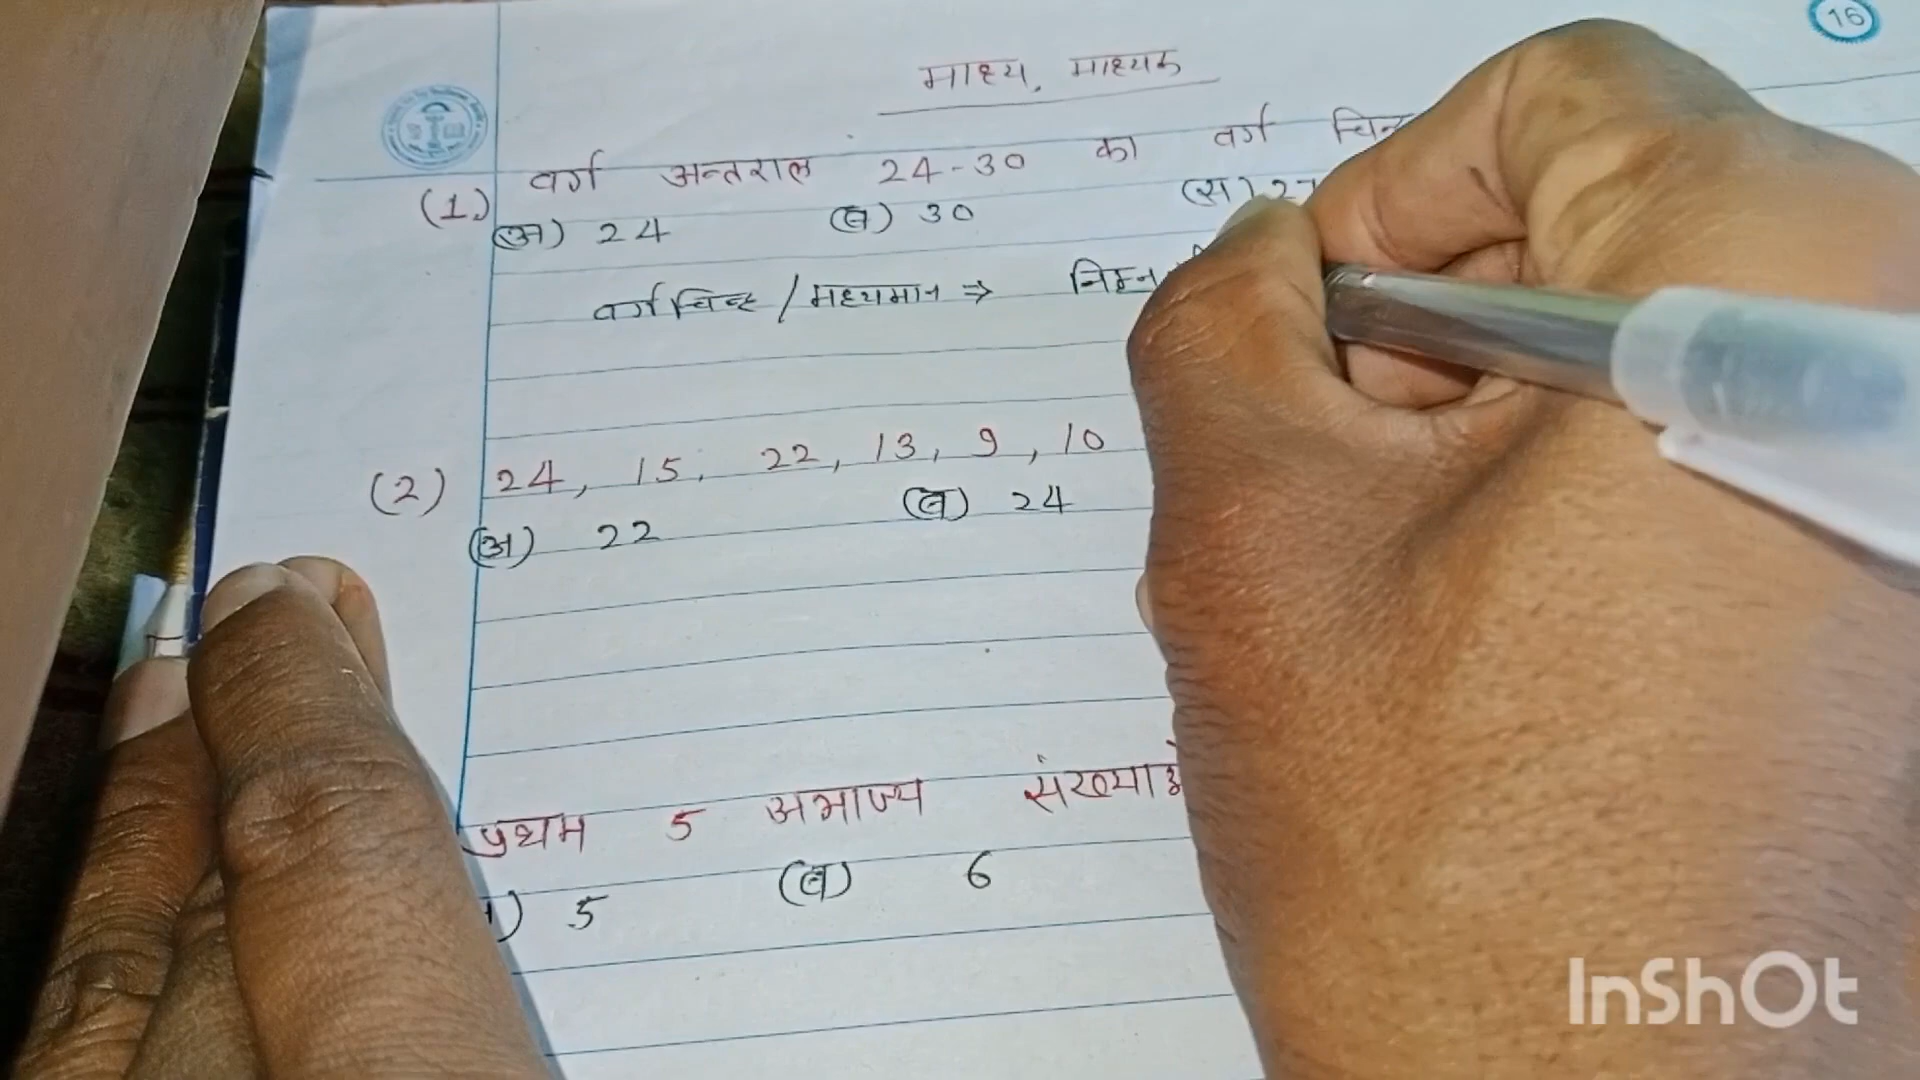 16
माध्य, माध्यक
(1) वर्ग अन्तराल 24-30 का वर्ग
(अ) 24 (ब) 30 (स) 27
वर्ग चिन्ह / मध्यमान ⇒ निम्न
(2) 24, 15, 22, 13, 9, 10
(अ) 22 (ब) 24
प्रथम 5 अभाज्य
) 5 (ब) 6
InShOt